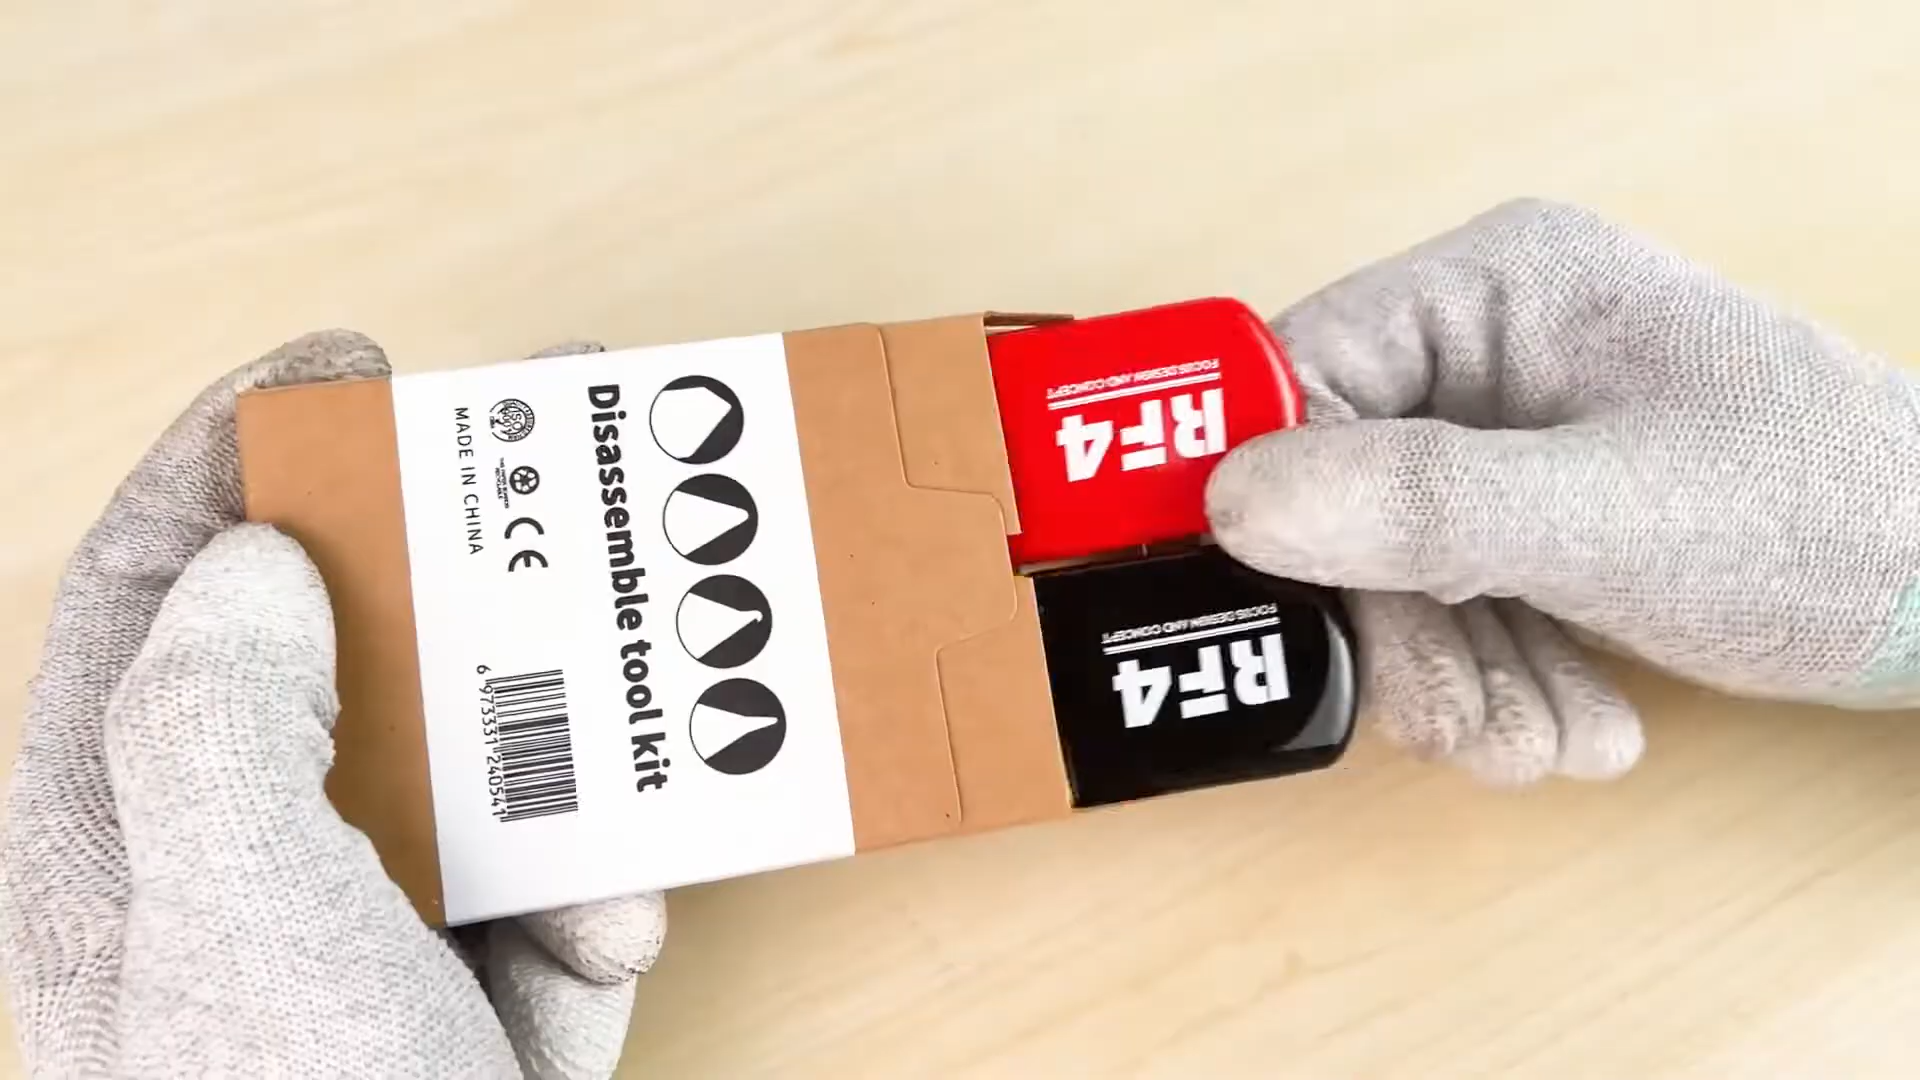 Disassemble tool kit
CE
MADE IN CHINA
6 973331 240541
RF4
FOCUS DESIGN AND CONCEPT
RF4
FOCUS DESIGN AND CONCEPT